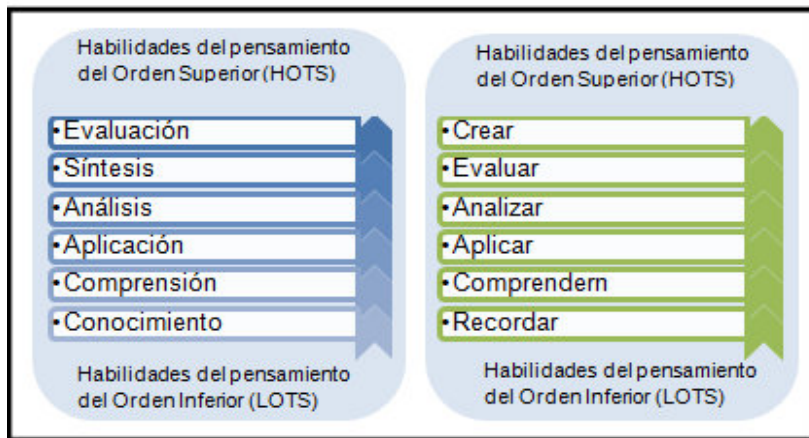 Habilidades del pensamiento
del Orden Superior (HOTS)
•Evaluación
•Síntesis
•Análisis
•Aplicación
•Comprensión
•Conocimiento
Habilidades del pensamiento
del Orden Inferior (LOTS)
Habilidades del pensamiento
del Orden Superior (HOTS)
•Crear
•Evaluar
•Analizar
•Aplicar
•Comprendern
•Recordar
Habilidades del pensamiento
del Orden Inferior (LOTS)